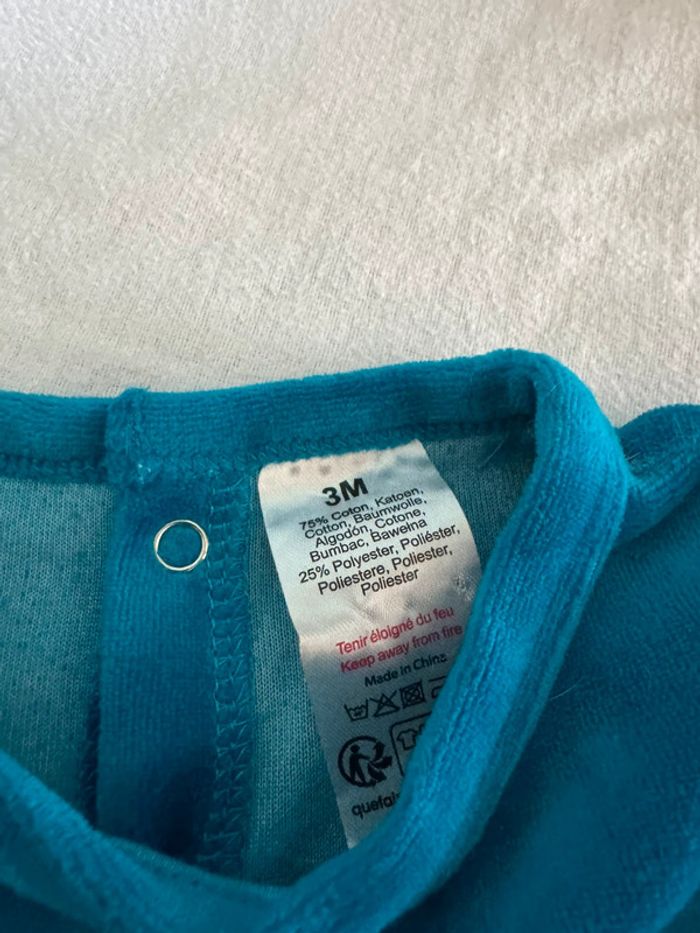 3M
75% Coton, Katoen,
Cotton, Baumwolle,
Algodón, Cotone,
Bumbac, Bawełna
25% Polyester, Poliéster,
Poliestere, Poliester,
Poliester
Tenir éloigné du feu
Keep away from fire
Made in China